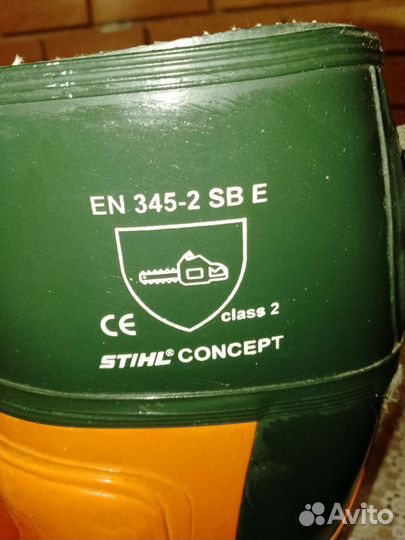 EN 345-2 SB E
CE class 2
STIHL® CONCEPT
Avito